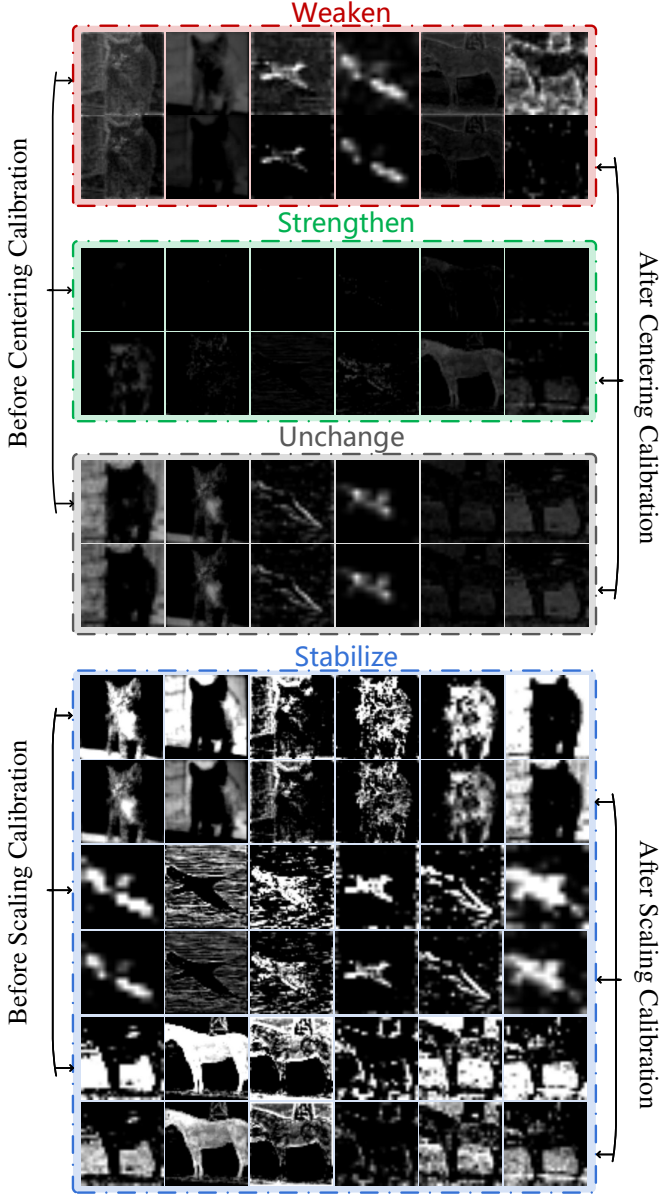 Weaken
Before Centering Calibration
After Centering Calibration
Strengthen
Unchange
Stabilize
Before Scaling Calibration
After Scaling Calibration